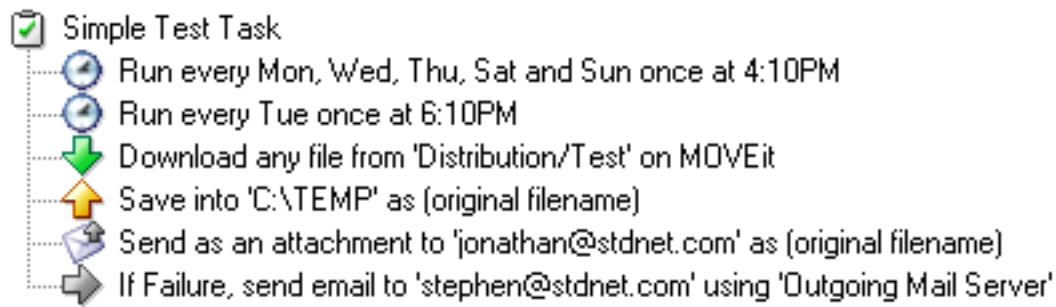 Simple Test Task
Run every Mon, Wed, Thu, Sat and Sun once at 4:10PM
Run every Tue once at 6:10PM
Download any file from 'Distribution/Test' on MOVEit
Save into 'C:\TEMP' as (original filename)
Send as an attachment to 'jonathan@stdnet.com' as (original filename)
If Failure, send email to 'stephen@stdnet.com' using 'Outgoing Mail Server'